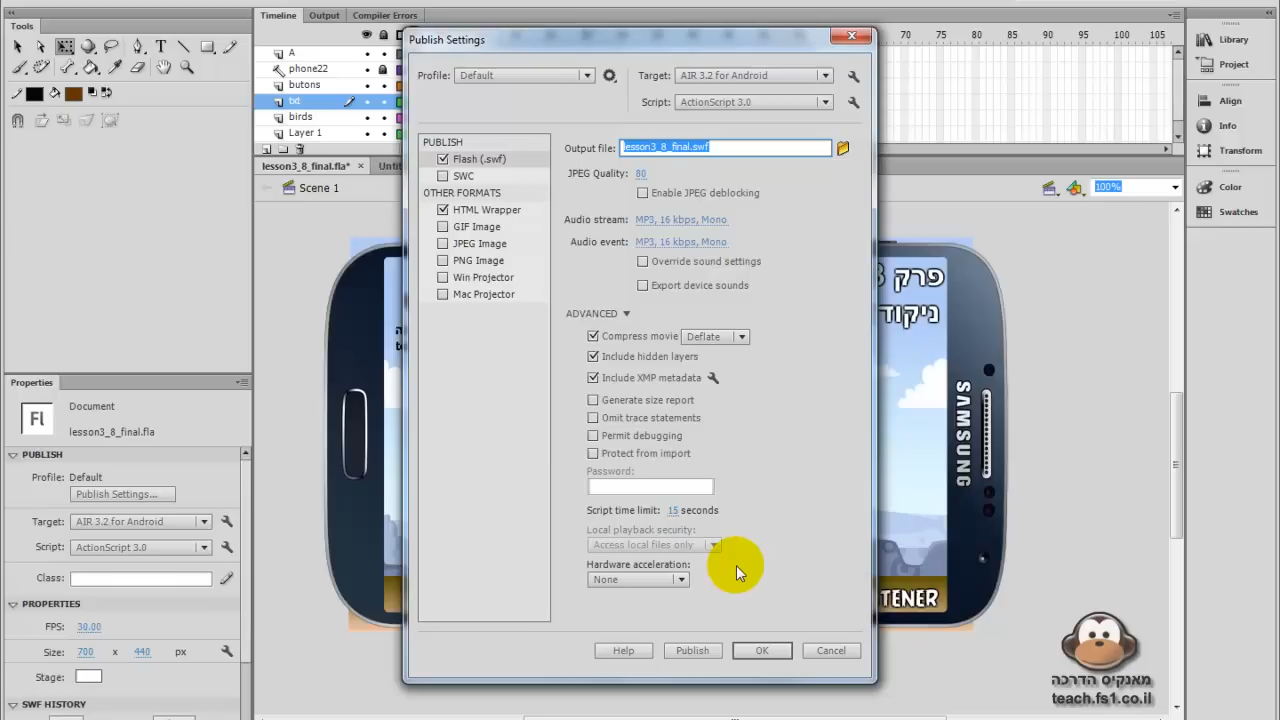 Tools
Timeline
Output
Compiler Errors
70 75 80 85 90 95 100 105
A
phone22
butons
txt
birds
Layer 1
lesson3_8_final.fla*
Scene 1
100%
Library
Project
Align
Info
Transform
Color
Swatches
Properties
Document
lesson3_8_final.fla
PUBLISH
Profile: Default
Publish Settings...
Target: AIR 3.2 for Android
Script: ActionScript 3.0
Class:
PROPERTIES
FPS: 30.00
Size: 700 x 440 px
Stage:
SWF HISTORY
Publish Settings
Profile: Default
Target: AIR 3.2 for Android
Script: ActionScript 3.0
PUBLISH
Flash (.swf)
SWC
OTHER FORMATS
HTML Wrapper
GIF Image
JPEG Image
PNG Image
Win Projector
Mac Projector
Output file: lesson3_8_final.swf
JPEG Quality: 80
Enable JPEG deblocking
Audio stream: MP3, 16 kbps, Mono
Audio event: MP3, 16 kbps, Mono
Override sound settings
Export device sounds
ADVANCED
Compress movie Deflate
Include hidden layers
Include XMP metadata
Generate size report
Omit trace statements
Permit debugging
Protect from import
Password:
Script time limit: 15 seconds
Local playback security:
Access local files only
Hardware acceleration:
None
Help
Publish
OK
Cancel
Fl
פרק 3
ניקוד
TENER
SAMSUNG
מאנקיס הדרכה
teach.fs1.co.il